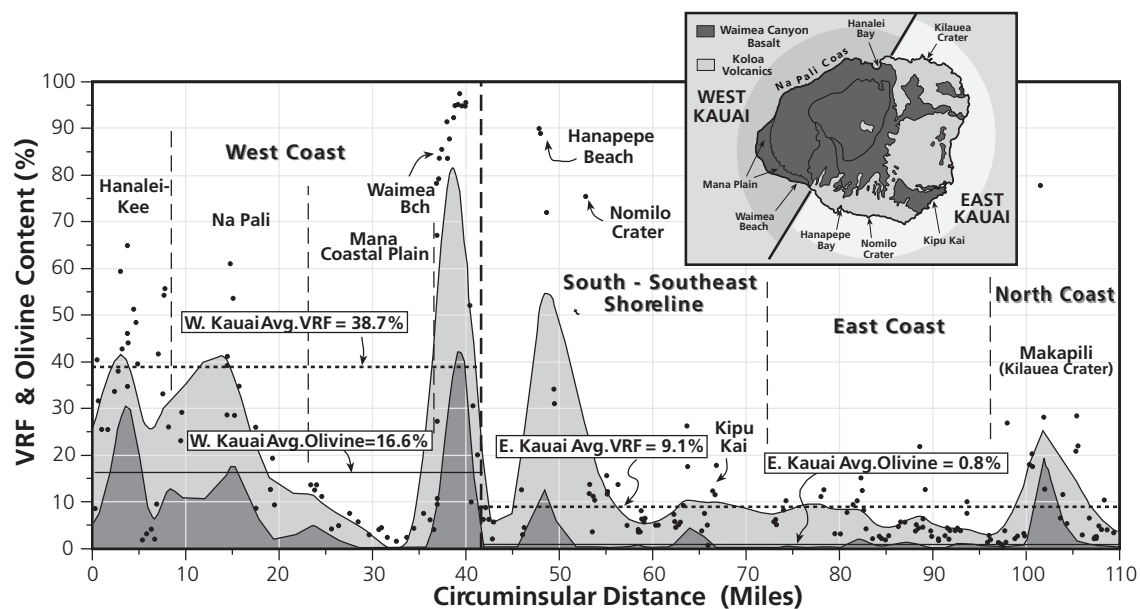 VRF & Olivine Content (%)
100
90
80
70
60
50
40
30
20
10
0
Hanalei-
Kee
West Coast
Na Pali
Mana
Coastal Plain
Waimea
Bch
Hanapepe
Beach
Nomilo
Crater
South - Southeast
Shoreline
East Coast
North Coast
Makapili
(Kilauea Crater)
W. Kauai Avg. VRF = 38.7%
W. Kauai Avg. Olivine=16.6%
E. Kauai Avg. VRF = 9.1%
Kipu
Kai
E. Kauai Avg. Olivine = 0.8%
Waimea Canyon
Basalt
Koloa
Volcanics
Hanalei
Bay
Kilauea
Crater
Na Pali Coas
WEST
KAUAI
Mana Plain
Waimea
Beach
Hanapepe
Bay
Nomilo
Crater
Kipu Kai
EAST
KAUAI
0 10 20 30 40 50 60 70 80 90 100 110
Circuminsular Distance (Miles)